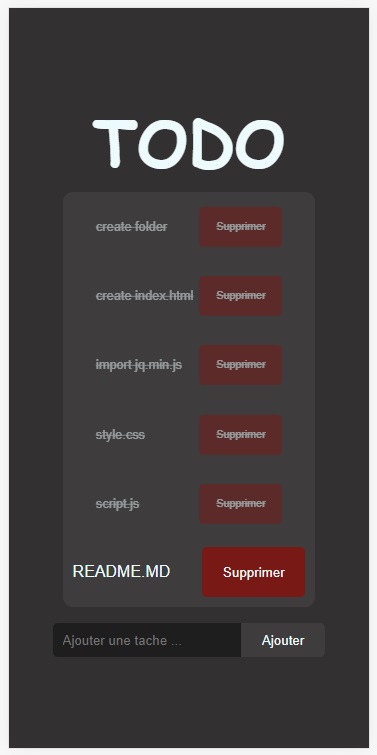 TODO
create folder Supprimer
create index.html Supprimer
import jq.min.js Supprimer
style.css Supprimer
script.js Supprimer
README.MD Supprimer
Ajouter une tache ... Ajouter